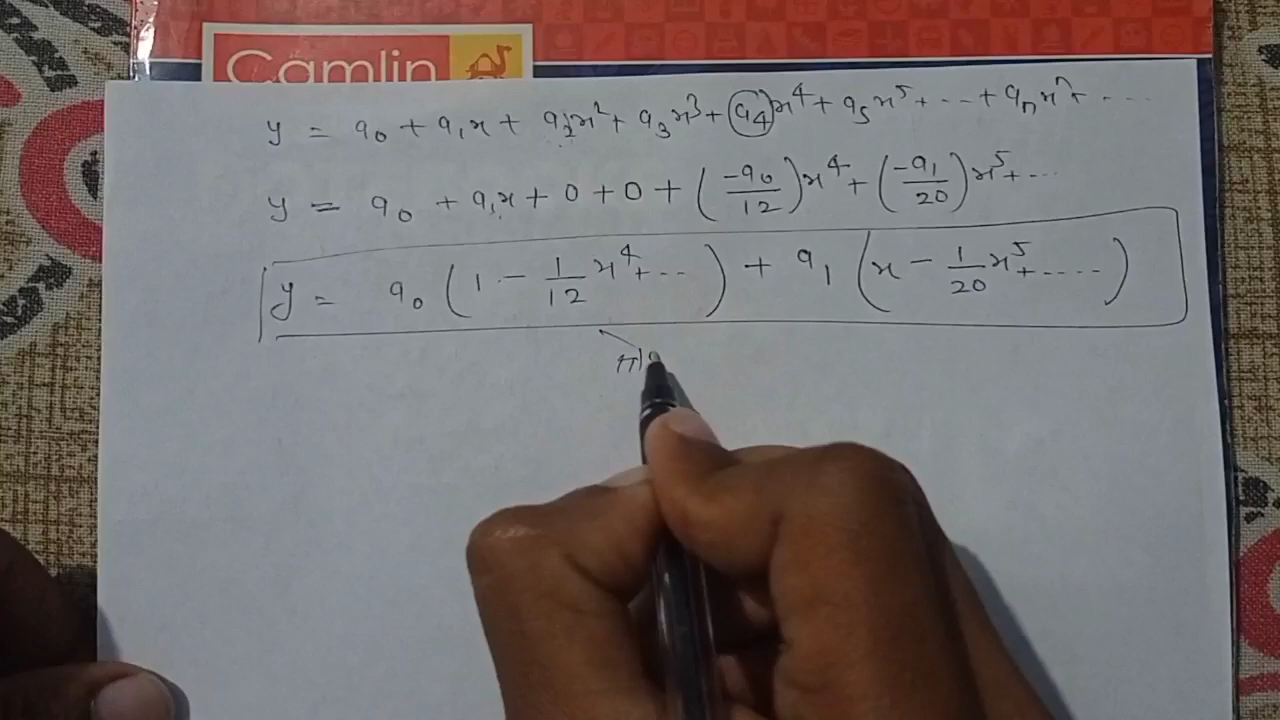 Camlin
y = a₀ + a₁x + a₂x² + a₃x³ + a₄x⁴ + a₅x⁵ + ... + aₙxⁿ + ...
y = a₀ + a₁x + 0 + 0 + (-a₀/12)x⁴ + (-a₁/20)x⁵ + ...
y = a₀(1 - 1/12 x⁴ + ...) + a₁(x - 1/20 x⁵ + ....)